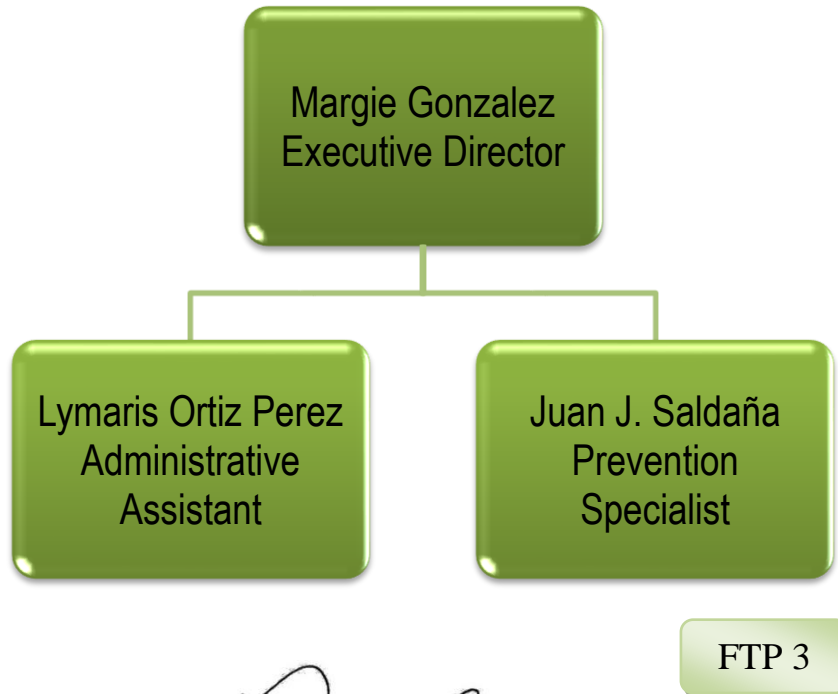 Margie Gonzalez
Executive Director
Lymaris Ortiz Perez
Administrative
Assistant
Juan J. Saldaña
Prevention
Specialist
FTP 3